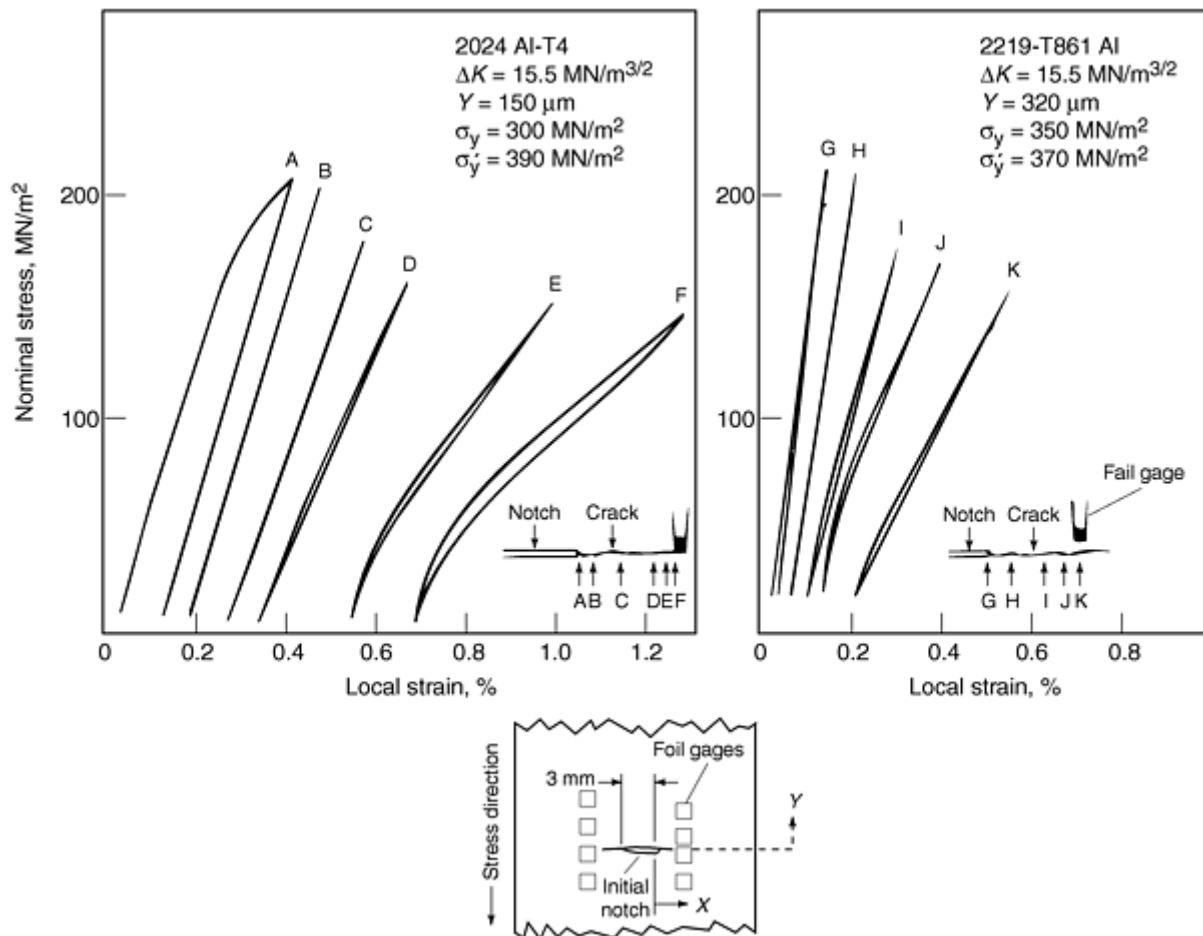 2024 Al-T4
ΔK = 15.5 MN/m3/2
Y = 150 μm
σy = 300 MN/m2
σ′y = 390 MN/m2
Nominal stress, MN/m2
200
100
A
B
C
D
E
F
Notch
Crack
A B C D E F
0
0.2
0.4
0.6
0.8
1.0
1.2
Local strain, %
2219-T861 Al
ΔK = 15.5 MN/m3/2
Y = 320 μm
σy = 350 MN/m2
σ′y = 370 MN/m2
200
100
G
H
I
J
K
Fail gage
Notch
Crack
G H I J K
0
0.2
0.4
0.6
0.8
Local strain, %
Stress direction
3 mm
Foil gages
Y
Initial
notch
X